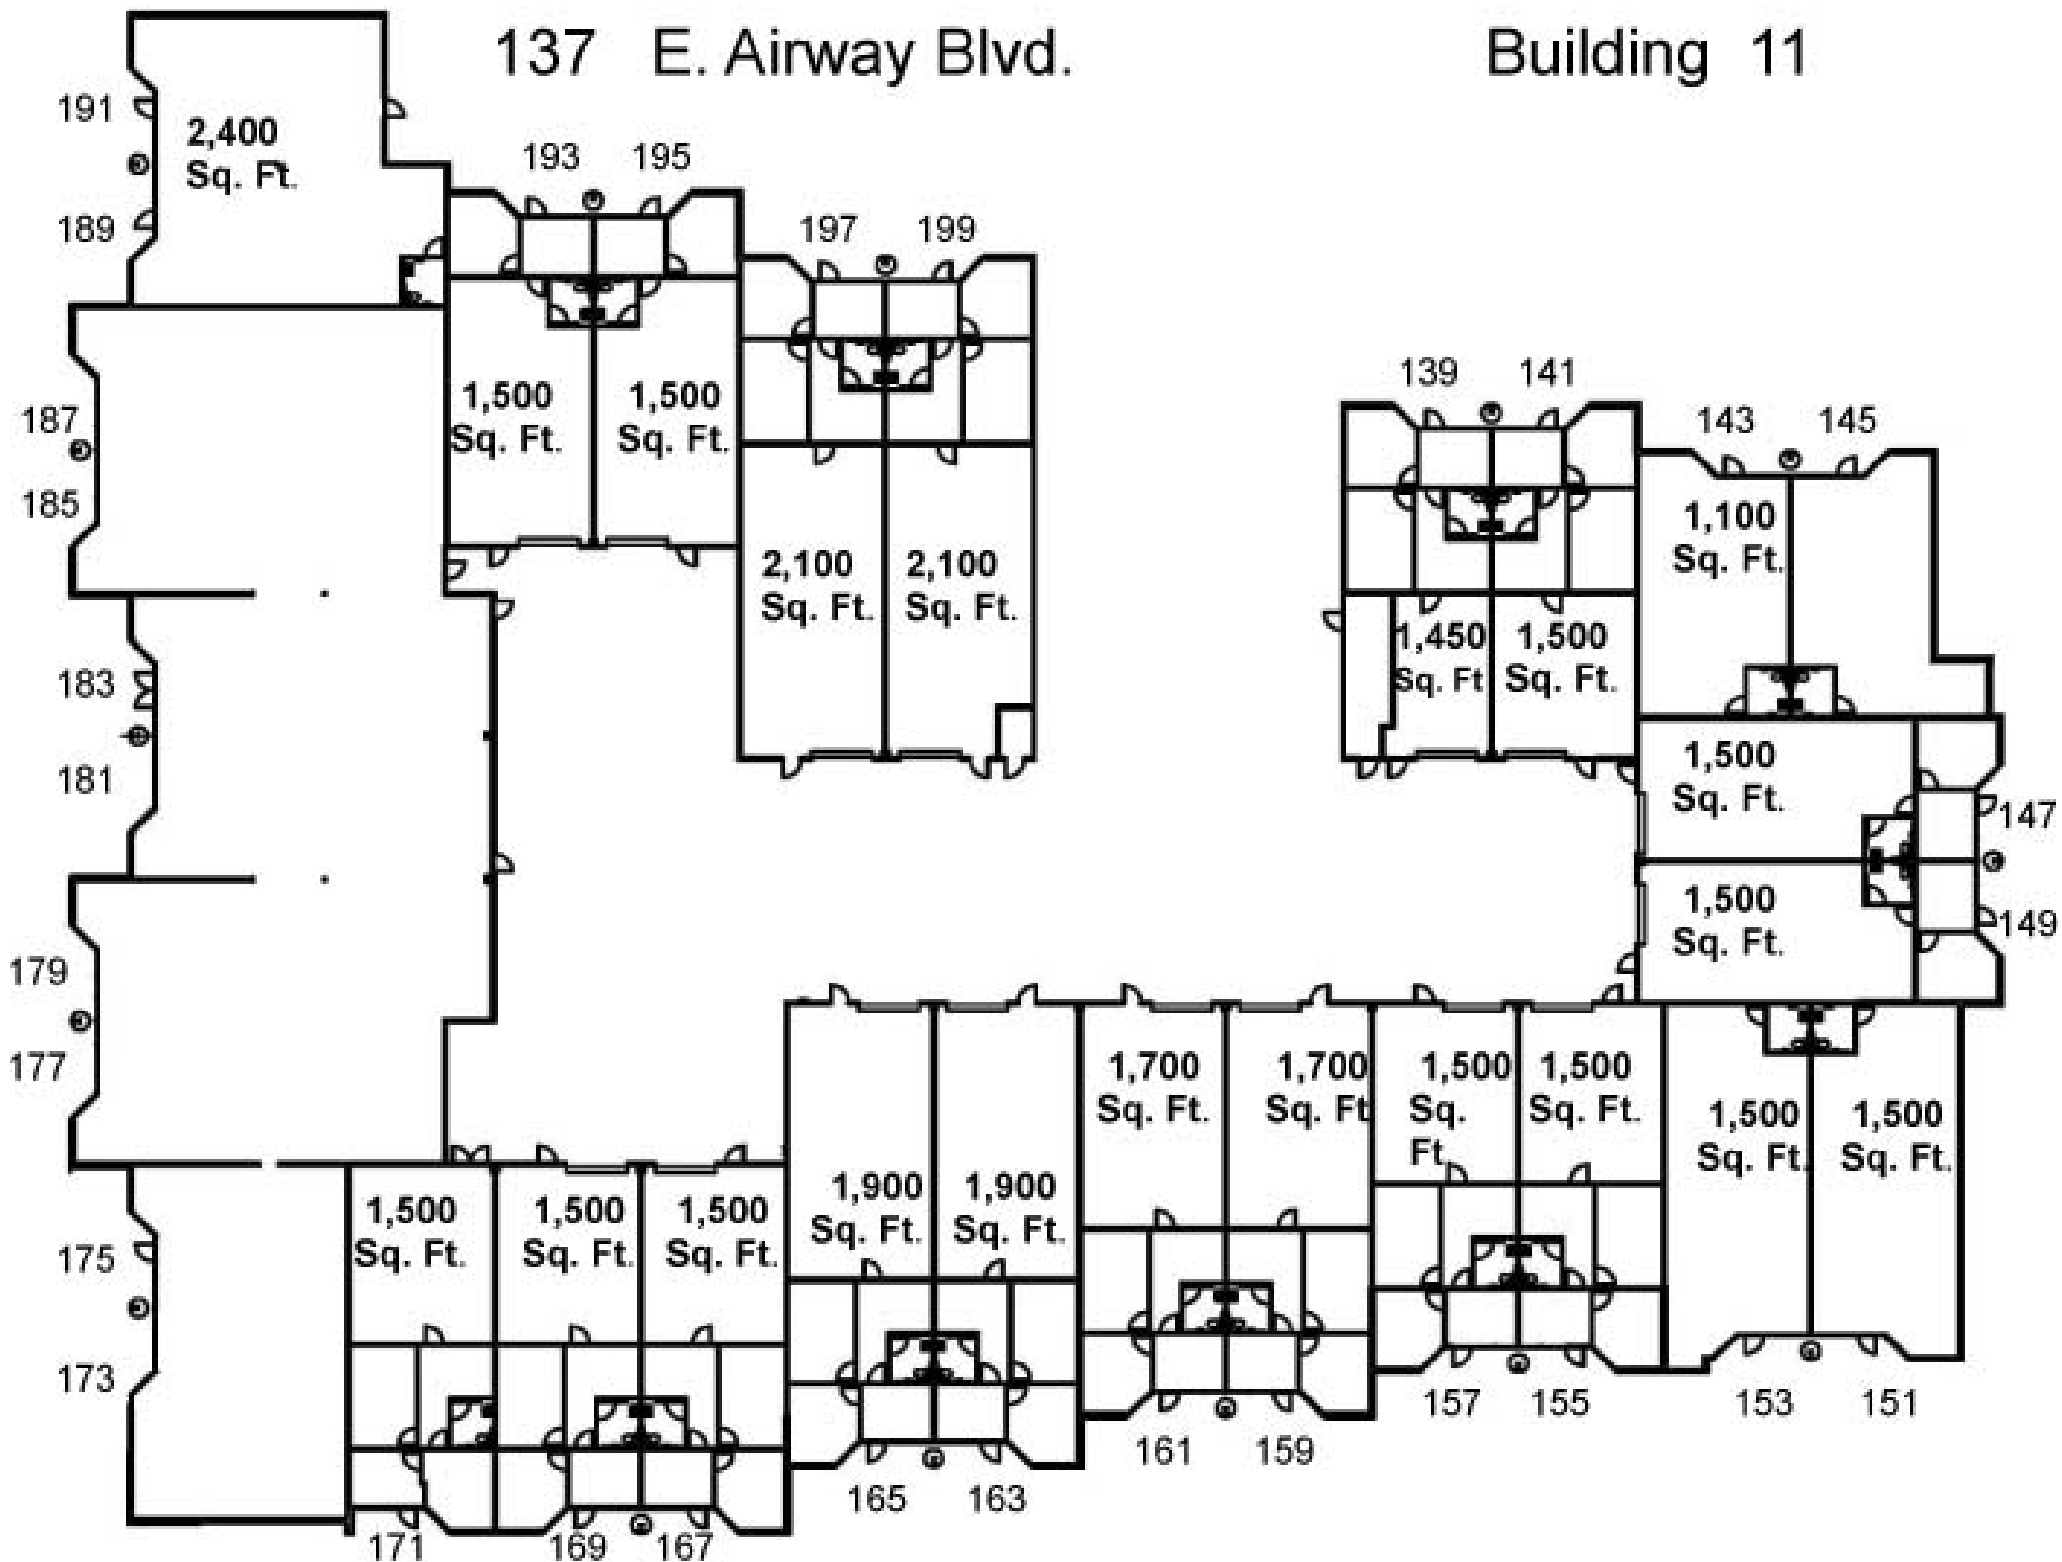 137 E. Airway Blvd.
Building 11
191
2,400
Sq. Ft.
189
193 195
197 199
187
185
1,500
Sq. Ft.
1,500
Sq. Ft.
2,100
Sq. Ft.
2,100
Sq. Ft.
139 141
143 145
1,100
Sq. Ft.
1,450
Sq. Ft
1,500
Sq. Ft.
183
181
1,500
Sq. Ft.
147
1,500
Sq. Ft.
149
179
177
1,700
Sq. Ft.
1,700
Sq. Ft
1,500
Sq.
Ft
1,500
Sq. Ft.
1,500
Sq. Ft.
1,500
Sq. Ft.
1,900
Sq. Ft.
1,900
Sq. Ft.
1,500
Sq. Ft.
1,500
Sq. Ft.
1,500
Sq. Ft.
175
173
157 155
153 151
161 159
165 163
171 169 167